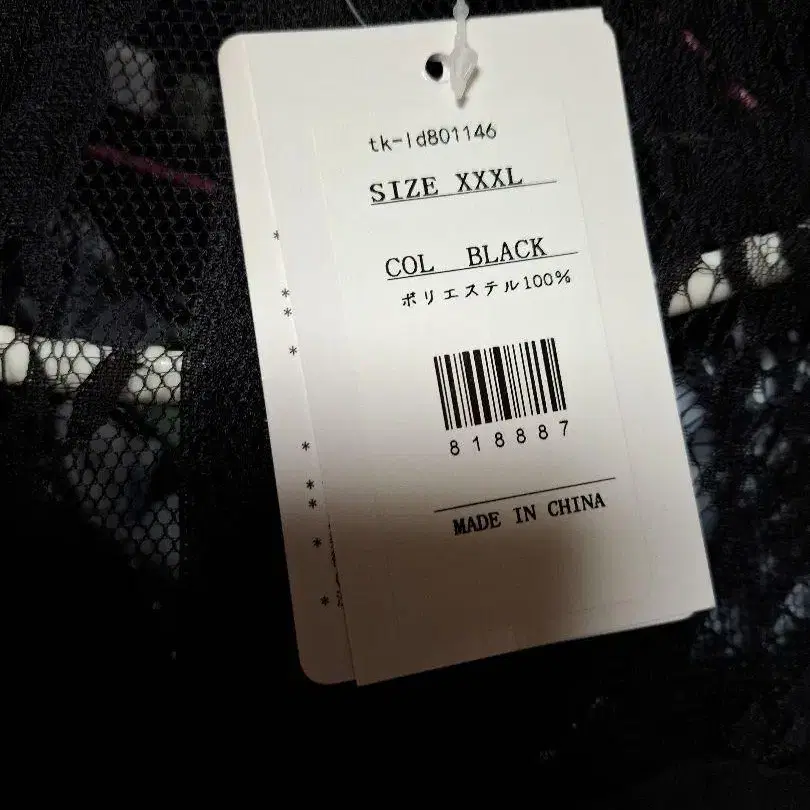 tk-ld801146
SIZE XXXL
COL BLACK
ポリエステル100%
818887
MADE IN CHINA